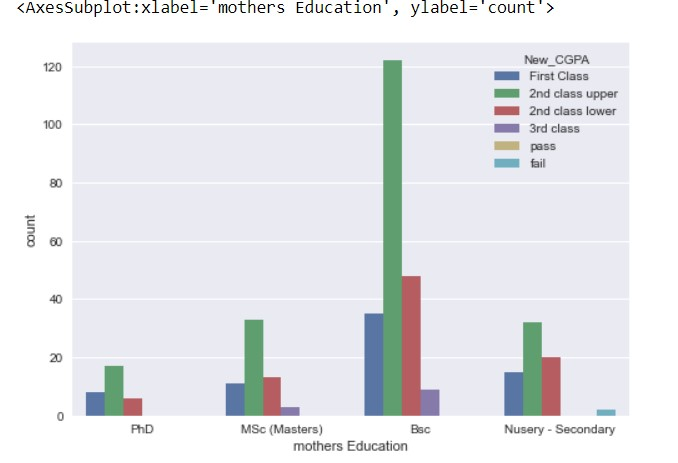 <AxesSubplot:xlabel='mothers Education', ylabel='count'>
New_CGPA
First Class
2nd class upper
2nd class lower
3rd class
pass
fail
120
100
80
60
40
20
0
count
PhD
MSc (Masters)
Bsc
Nusery - Secondary
mothers Education